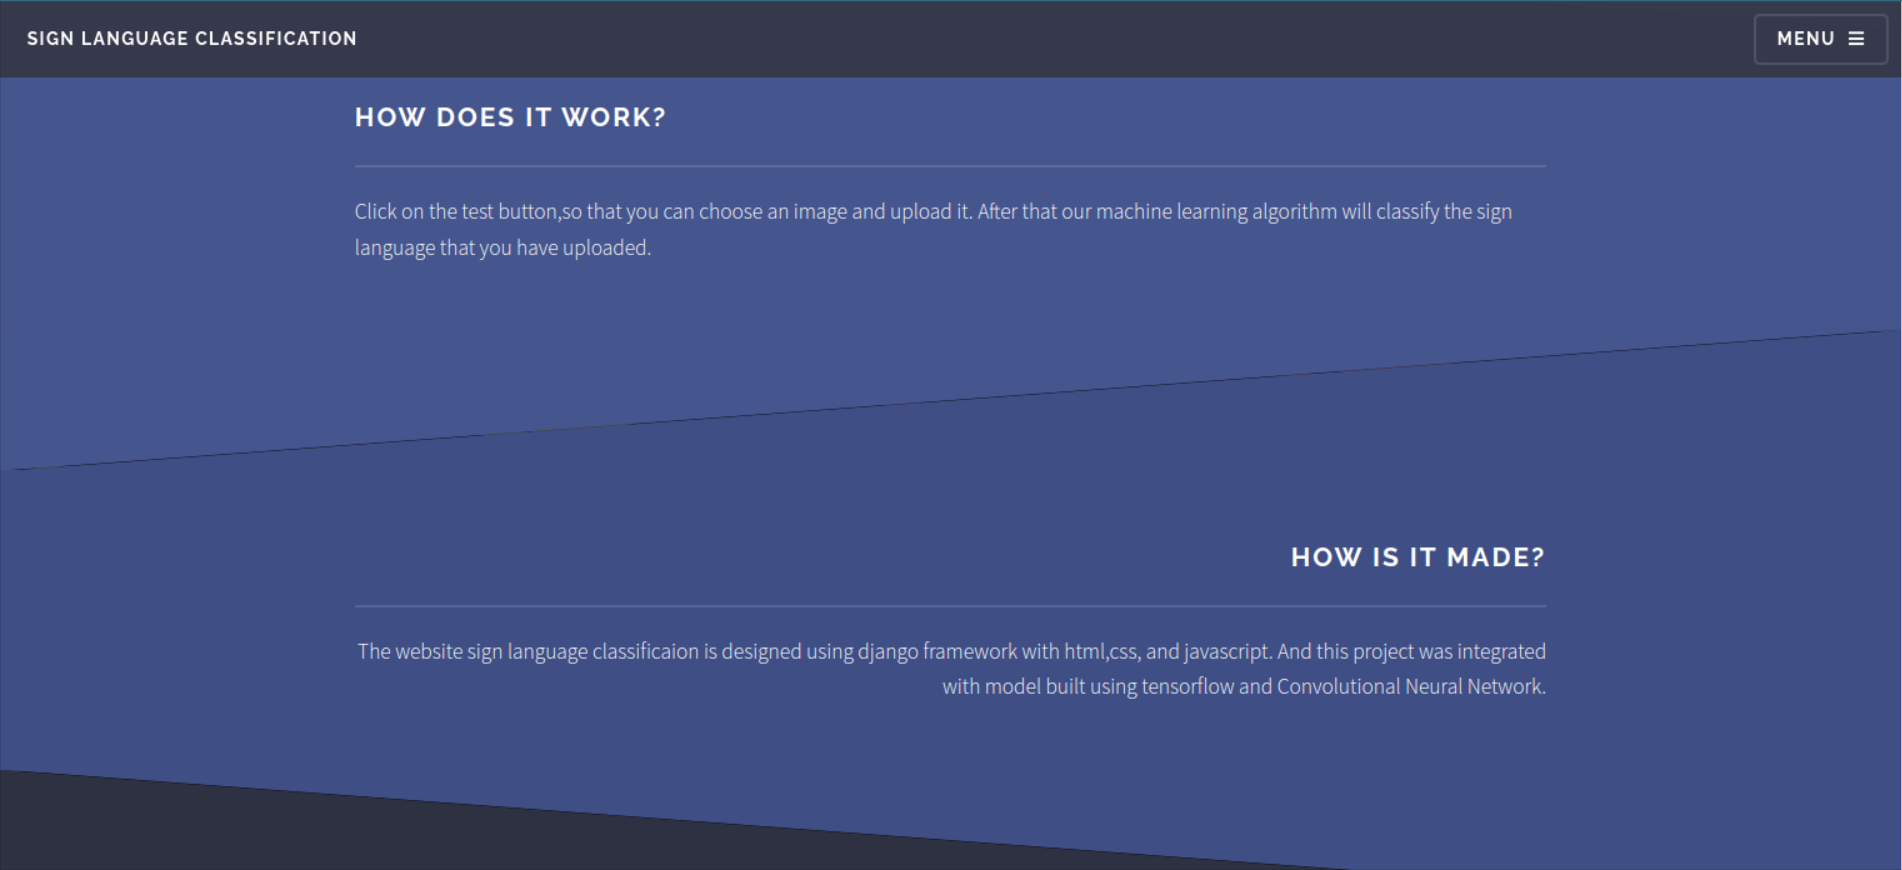 SIGN LANGUAGE CLASSIFICATION
MENU
HOW DOES IT WORK?
Click on the test button,so that you can choose an image and upload it. After that our machine learning algorithm will classify the sign
language that you have uploaded.
HOW IS IT MADE?
The website sign language classificaion is designed using django framework with html,css, and javascript. And this project was integrated
with model built using tensorflow and Convolutional Neural Network.